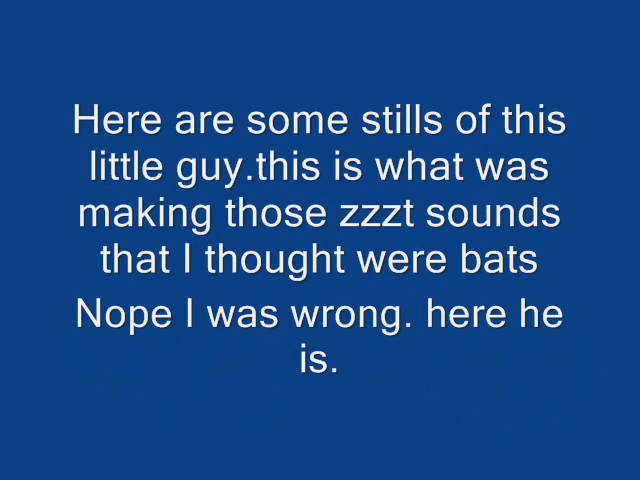 Here are some stills of this
little guy.this is what was
making those zzzt sounds
that I thought were bats
Nope I was wrong. here he
is.